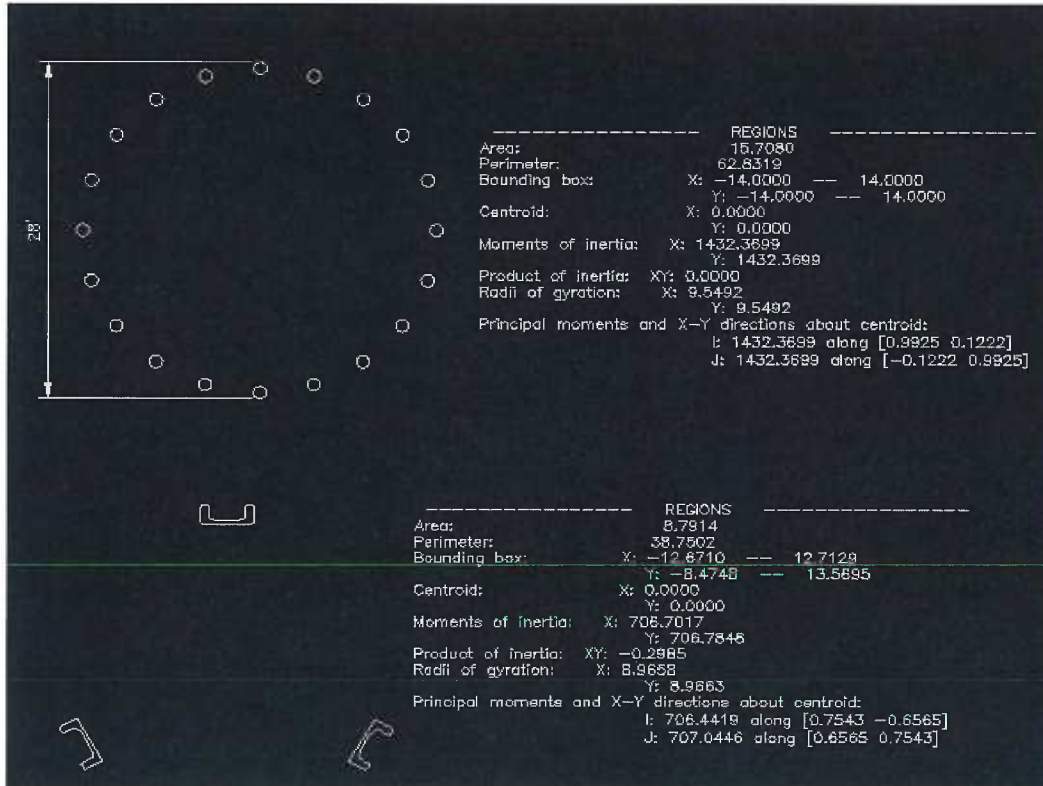 28'
REGIONS
Area: 15.7080
Perimeter: 62.8319
Bounding box: X: -14.0000 -- 14.0000
Y: -14.0000 -- 14.0000
Centroid: X: 0.0000
Y: 0.0000
Moments of inertia: X: 1432.3699
Y: 1432.3699
Product of inertia: XY: 0.0000
Radii of gyration: X: 9.5492
Y: 9.5492
Principal moments and X-Y directions about centroid:
I: 1432.3699 along [0.9925 0.1222]
J: 1432.3699 along [-0.1222 0.9925]
REGIONS
Area: 8.7914
Perimeter: 38.7502
Bounding box: X: -12.6710 -- 12.7129
Y: -8.4748 -- 13.5695
Centroid: X: 0.0000
Y: 0.0000
Moments of inertia: X: 706.7017
Y: 706.7848
Product of inertia: XY: -0.2985
Radii of gyration: X: 8.9658
Y: 8.9663
Principal moments and X-Y directions about centroid:
I: 706.4419 along [0.7543 -0.6565]
J: 707.0446 along [0.6565 0.7543]